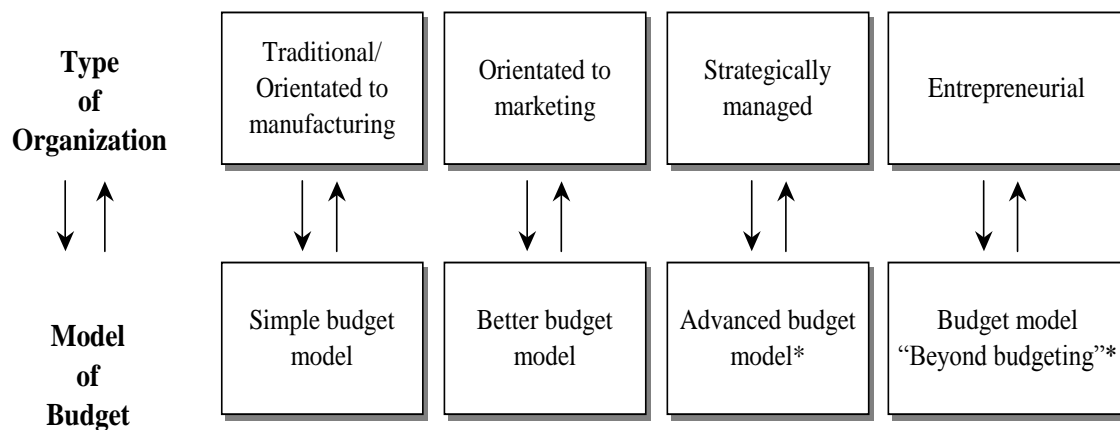 Type
of
Organization
Traditional/
Orientated to
manufacturing
Orientated to
marketing
Strategically
managed
Entrepreneurial
Model
of
Budget
Simple budget
model
Better budget
model
Advanced budget
model*
Budget model
“Beyond budgeting”*